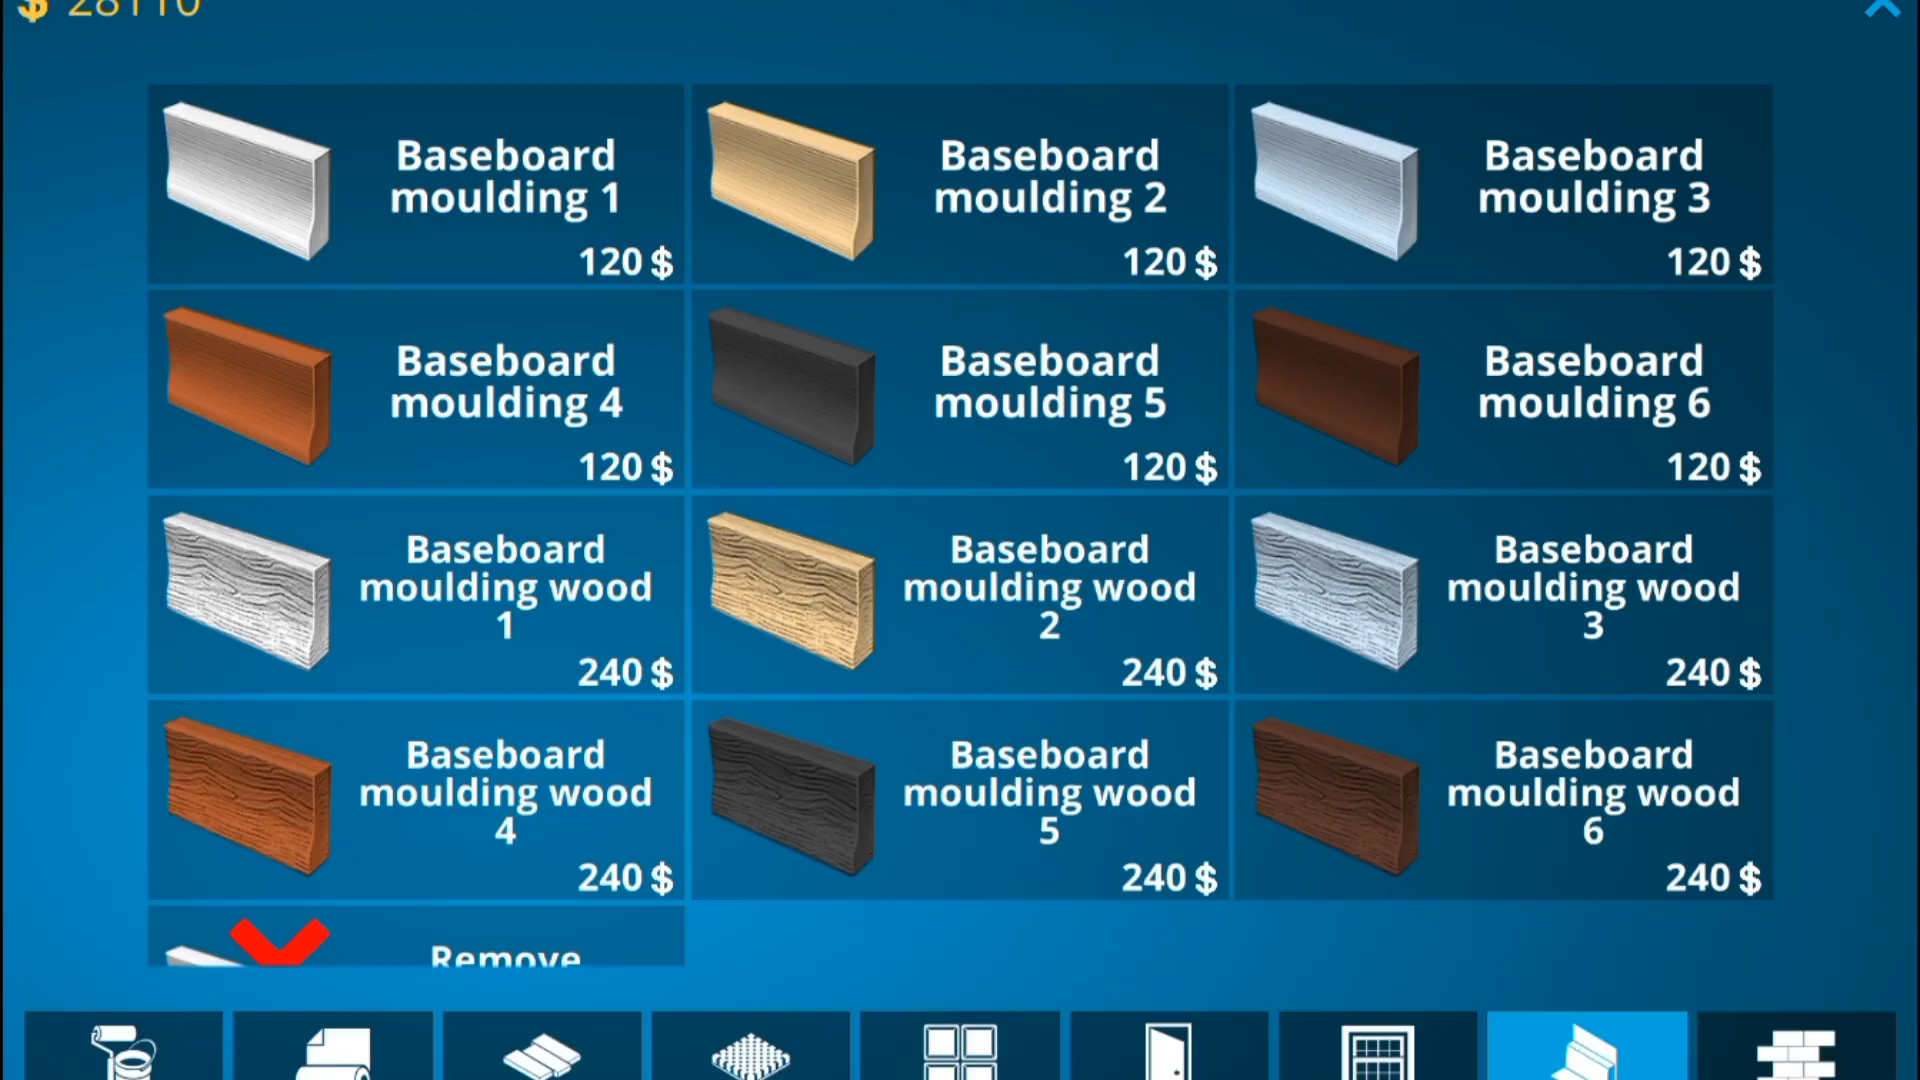 $ 28110
Baseboard
moulding 1
120 $
Baseboard
moulding 2
120 $
Baseboard
moulding 3
120 $
Baseboard
moulding 4
120 $
Baseboard
moulding 5
120 $
Baseboard
moulding 6
120 $
Baseboard
moulding wood
1
240 $
Baseboard
moulding wood
2
240 $
Baseboard
moulding wood
3
240 $
Baseboard
moulding wood
4
240 $
Baseboard
moulding wood
5
240 $
Baseboard
moulding wood
6
240 $
Remove